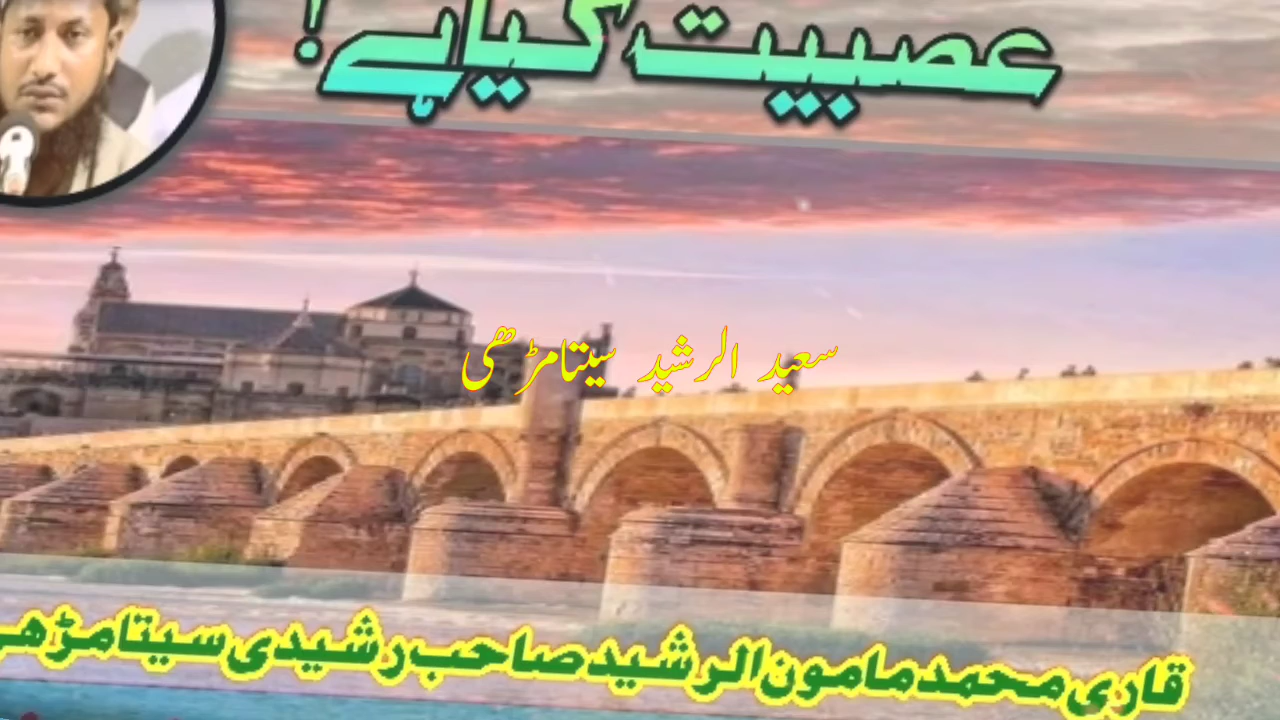 عصبیت کیا ہے!
سعید الرشید سیتامڑھی
قاری محمد مامون الرشید صاحب رشیدی سیتامڑھی